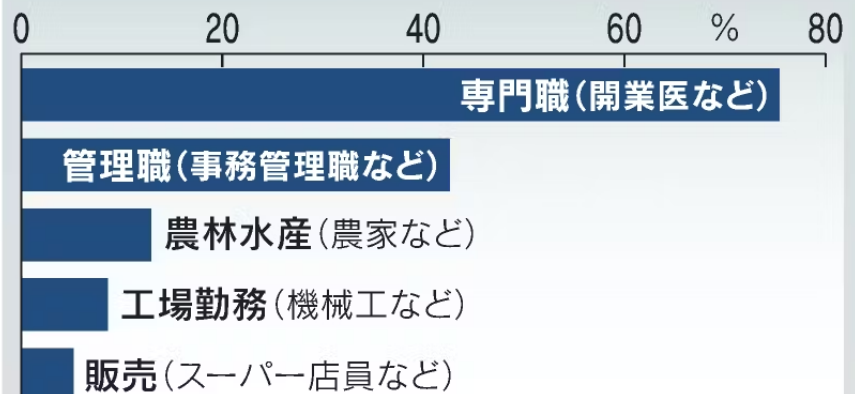 0 20 40 60 % 80
専門職(開業医など)
管理職(事務管理職など)
農林水産(農家など)
工場勤務(機械工など)
販売(スーパー店員など)